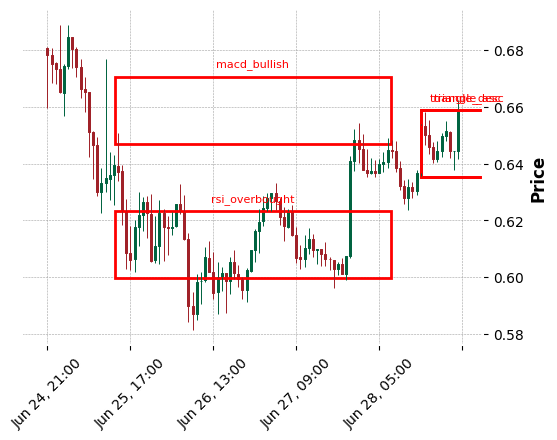 macd_bullish
rsi_overbought
0.68
0.66
0.64
0.62
0.60
0.58
Price
Jun 24, 21:00
Jun 25, 17:00
Jun 26, 13:00
Jun 27, 09:00
Jun 28, 05:00